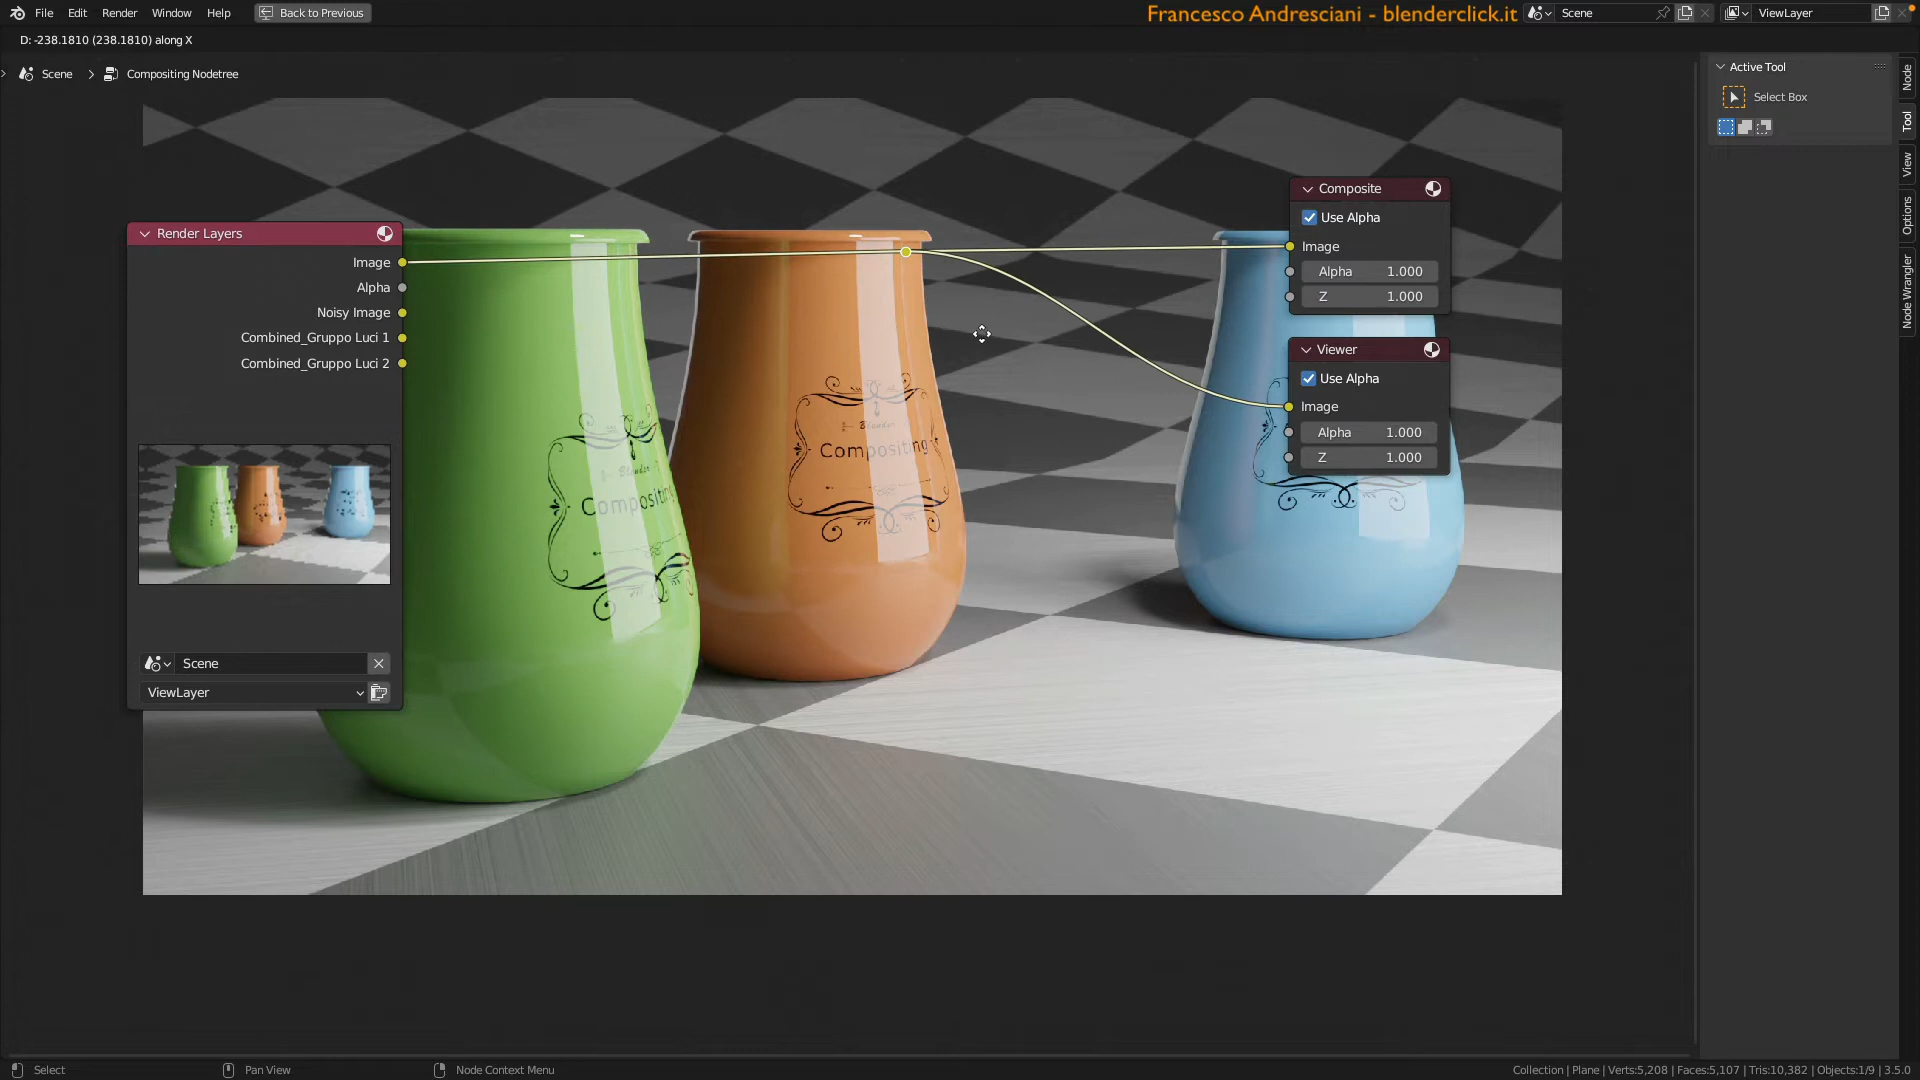 File Edit Render Window Help Back to Previous
Francesco Andresciani - blenderclick.it
Scene
ViewLayer
D: -238.1810 (238.1810) along X
Scene > Compositing Nodetree
Active Tool
Select Box
Node
Tool
View
Options
Node Wrangler
Render Layers
Image
Alpha
Noisy Image
Combined_Gruppo Luci 1
Combined_Gruppo Luci 2
Scene
ViewLayer
Composite
Use Alpha
Image
Alpha 1.000
Z 1.000
Viewer
Use Alpha
Image
Alpha 1.000
Z 1.000
Blender
Compositing
Blender
Compositing
Select
Pan View
Node Context Menu
Collection | Plane | Verts:5,208 | Faces:5,107 | Tris:10,382 | Objects:1/9 | 3.5.0